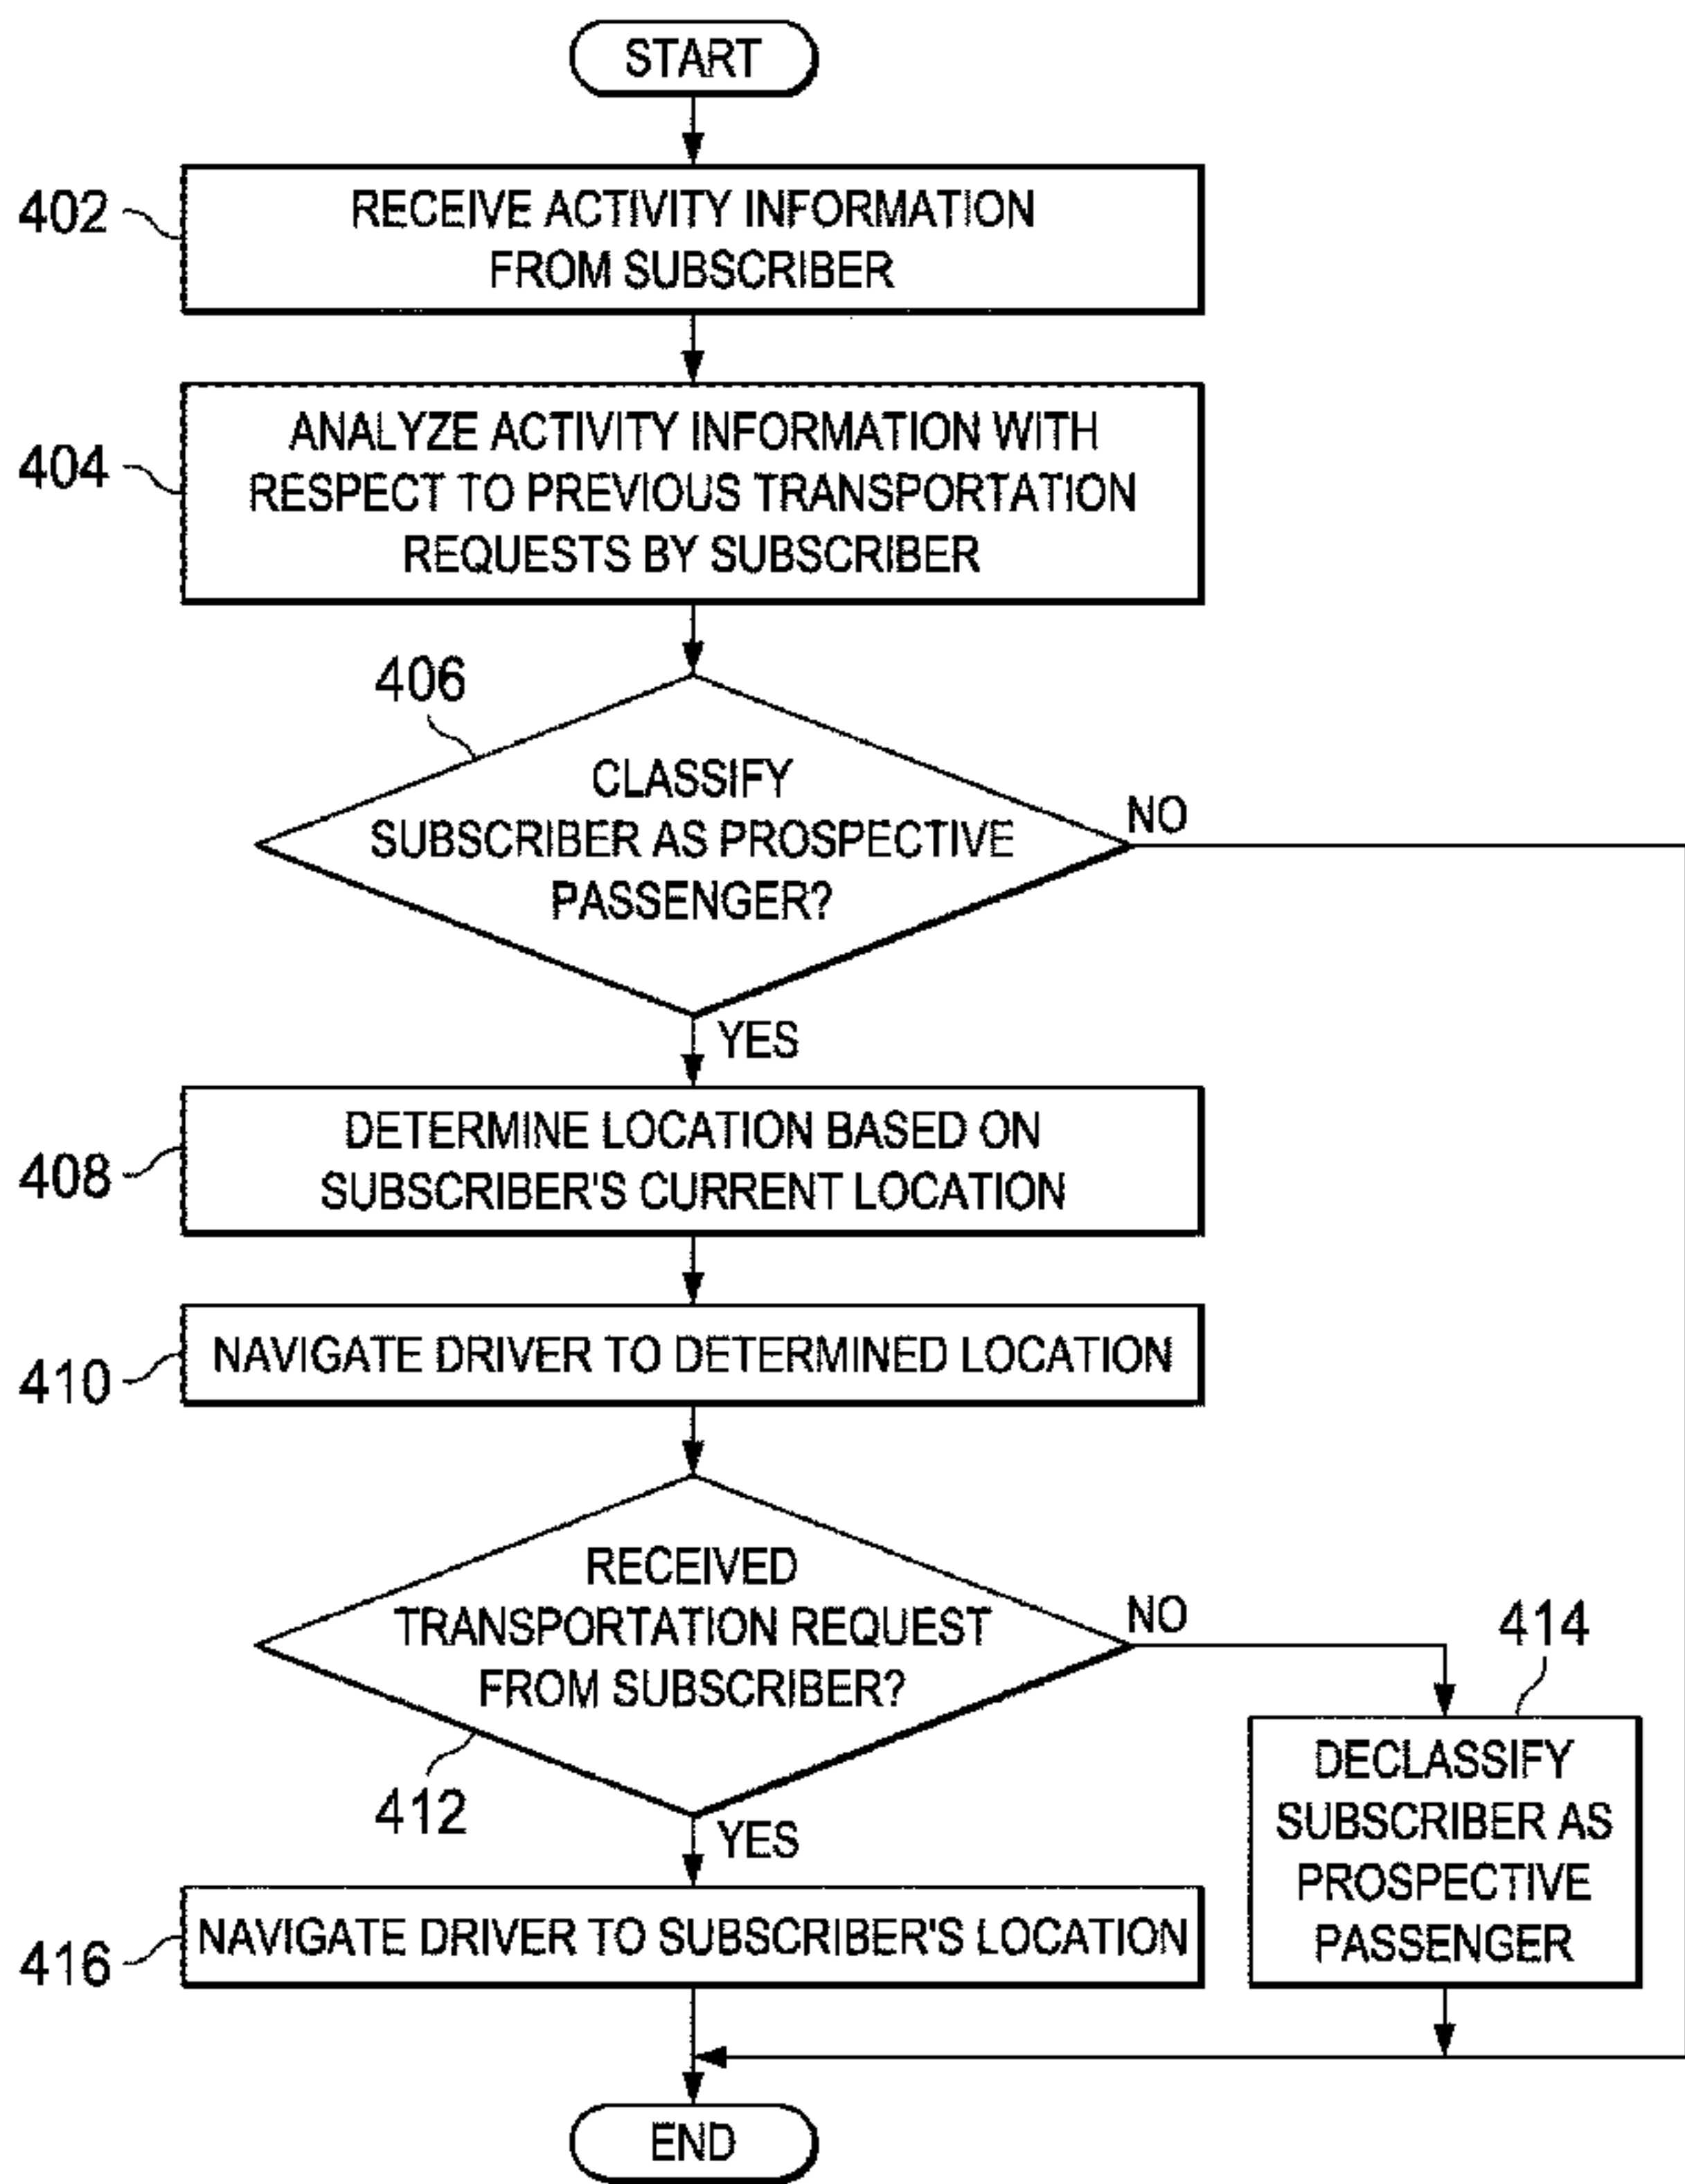 START
402
RECEIVE ACTIVITY INFORMATION
FROM SUBSCRIBER
404
ANALYZE ACTIVITY INFORMATION WITH
RESPECT TO PREVIOUS TRANSPORTATION
REQUESTS BY SUBSCRIBER
406
CLASSIFY
SUBSCRIBER AS PROSPECTIVE
PASSENGER?
NO
YES
408
DETERMINE LOCATION BASED ON
SUBSCRIBER'S CURRENT LOCATION
410
NAVIGATE DRIVER TO DETERMINED LOCATION
RECEIVED
TRANSPORTATION REQUEST
FROM SUBSCRIBER?
412
NO
414
DECLASSIFY
SUBSCRIBER AS
PROSPECTIVE
PASSENGER
YES
416
NAVIGATE DRIVER TO SUBSCRIBER'S LOCATION
END